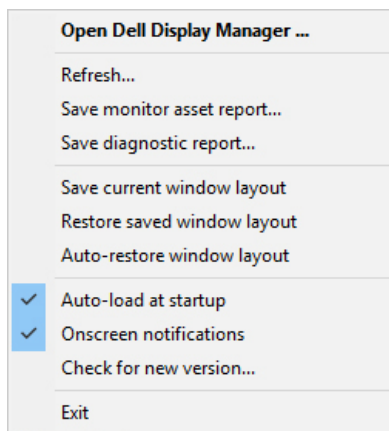 Open Dell Display Manager ...
Refresh...
Save monitor asset report...
Save diagnostic report...
Save current window layout
Restore saved window layout
Auto-restore window layout
Auto-load at startup
Onscreen notifications
Check for new version...
Exit